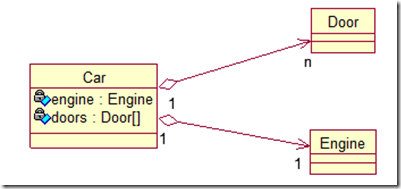 Door
n
Car
engine : Engine
doors : Door[]
1
1
Engine
1